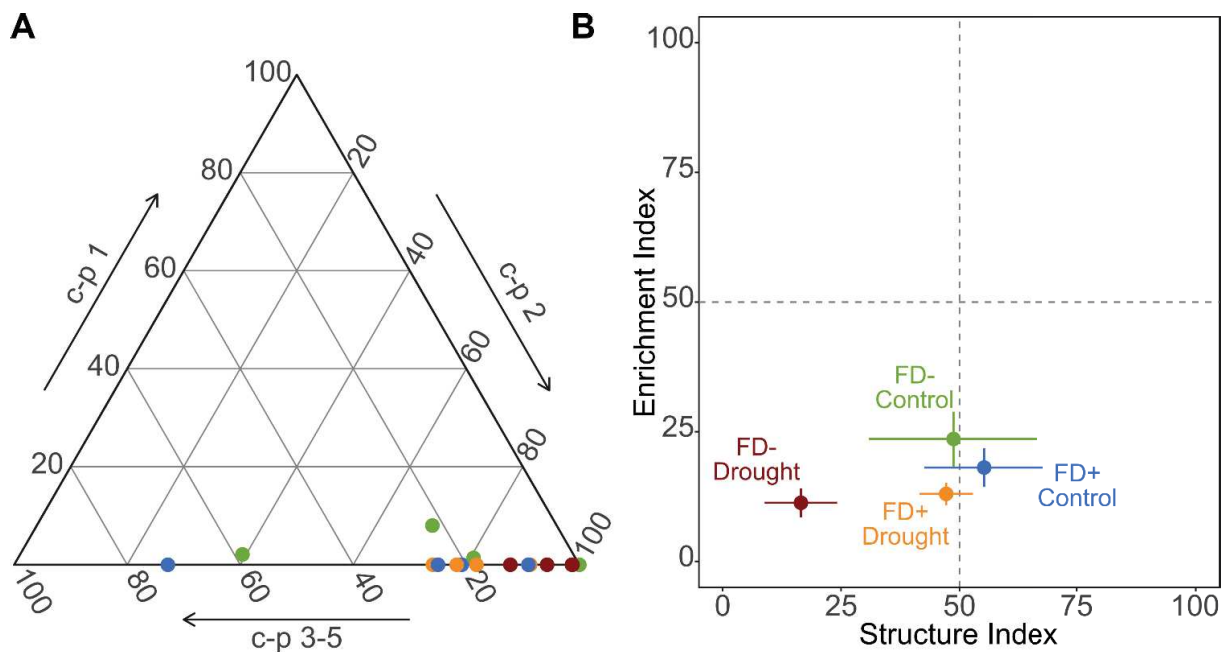 A
100
80
60
40
20
c-p 1
20
40
60
80
100
c-p 2
100
80
60
40
20
c-p 3-5
B
Enrichment Index
100
75
50
25
0
FD-
Control
FD-
Drought
FD+
Control
FD+
Drought
0
25
50
75
100
Structure Index